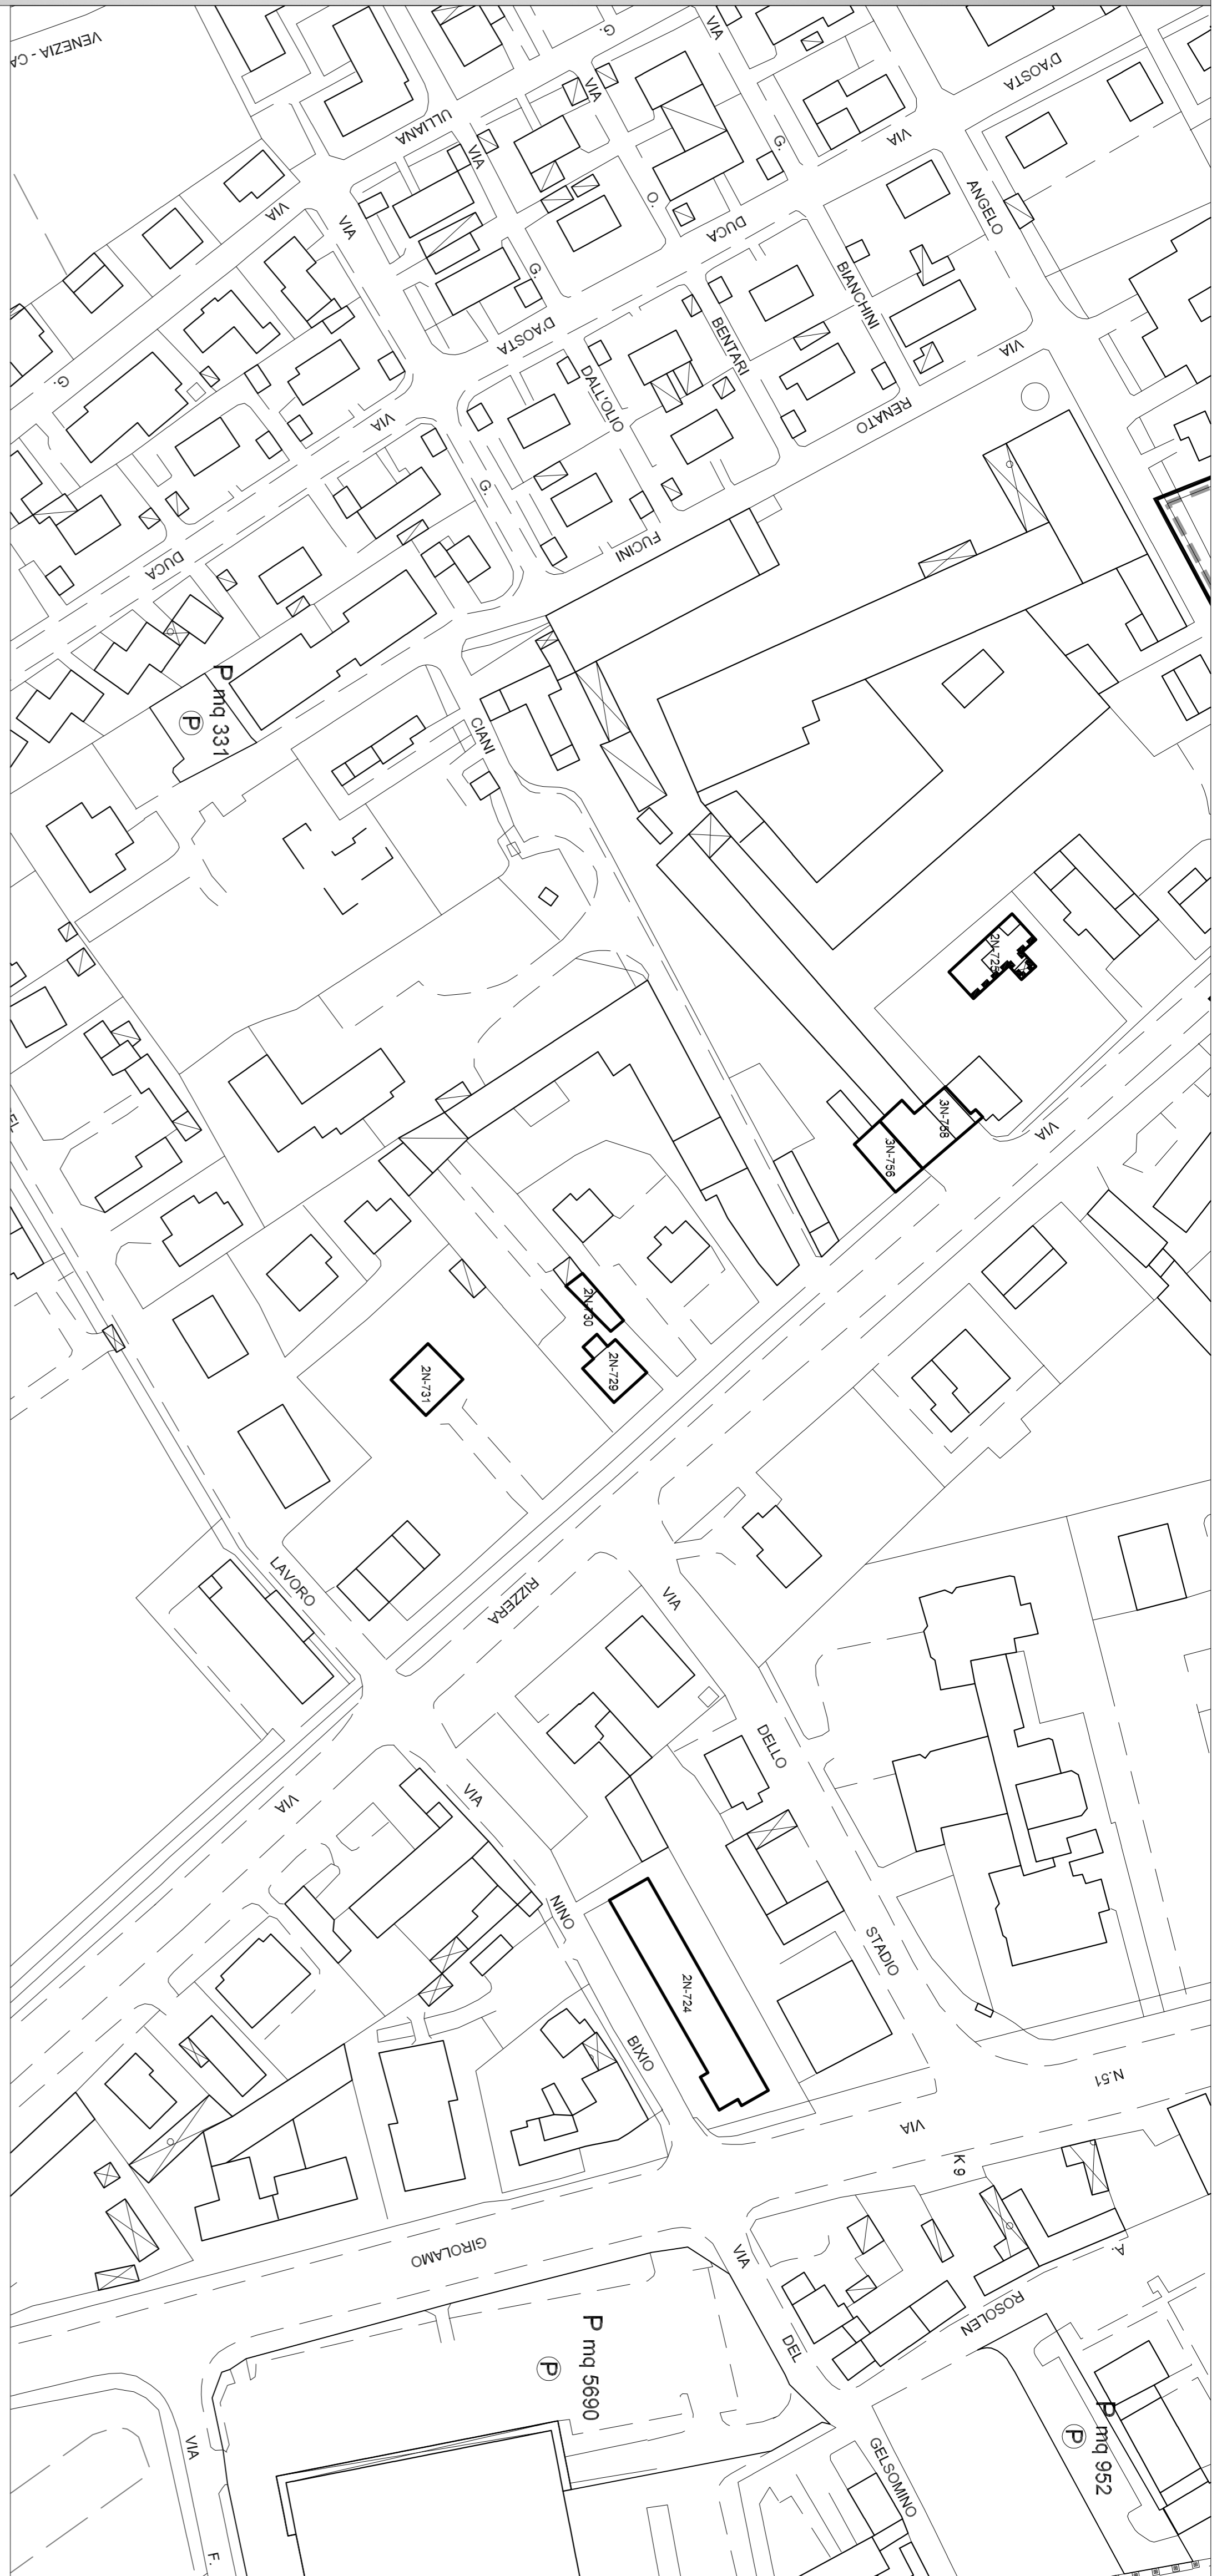 VENEZIA - CA
VIA
G.
VIA
D'AOSTA
ULLIANA
VIA
G.
VIA
VIA
VIA
O.
DUCA
ANGELO
G.
BIANCHINI
D'AOSTA
BENTARI
VIA
G.
DALL'OLIO
VIA
RENATO
G.
FUCINI
DUCA
P mq 331
P
CIANI
2N-725
3N-758
3N-756
VIA
2N-730
2N-729
2N-731
LAVORO
RIZZERA
VIA
DELLO
VIA
VIA
NINO
STADIO
2N-724
BIXIO
N.51
VIA
K 9
GIROLAMO
VIA
A.
DEL
ROSOLEN
P mq 5690
P
P mq 952
P
VIA
GELSOMINO
F.